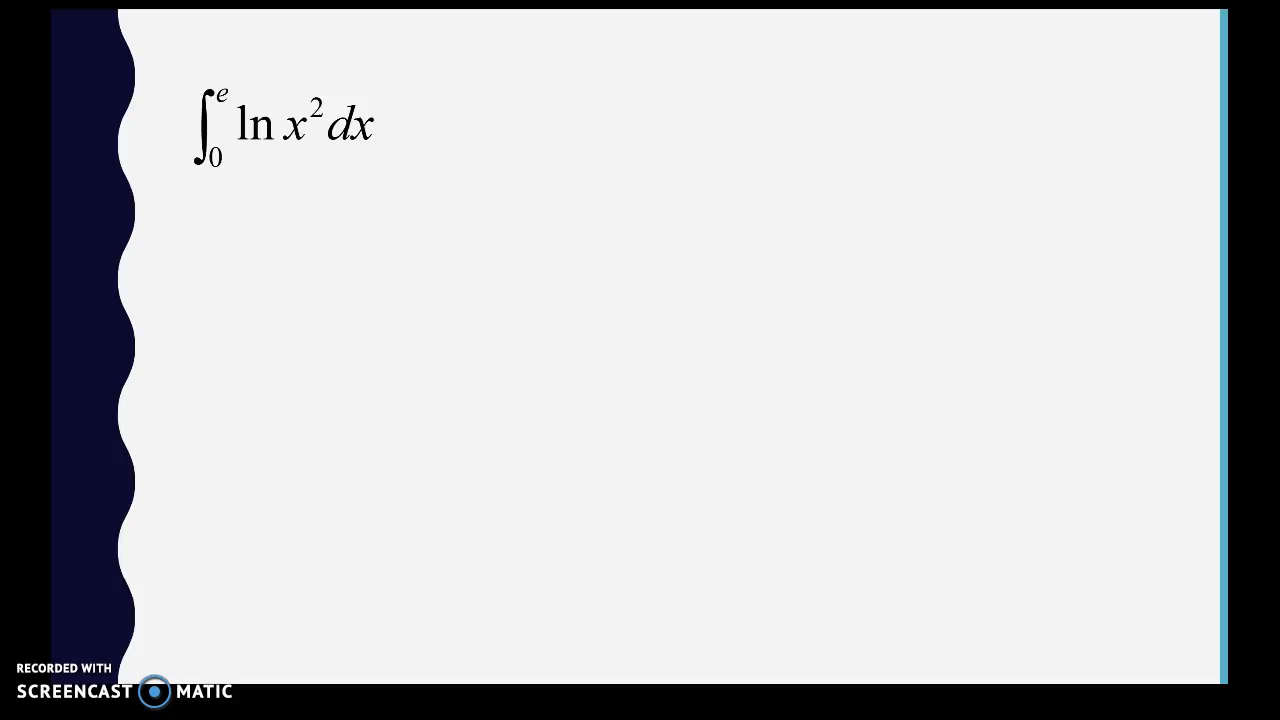 ∫₀ᵉ ln x² dx
RECORDED WITH
SCREENCAST MATIC